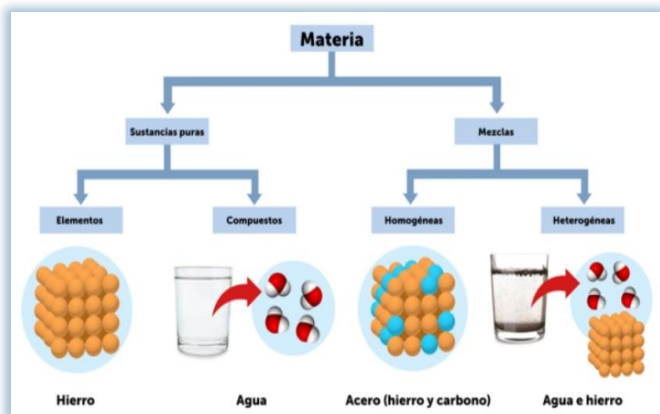 Materia
Sustancias puras
Mezclas
Elementos
Compuestos
Homogéneas
Heterogéneas
Hierro
Agua
Acero (hierro y carbono)
Agua e hierro